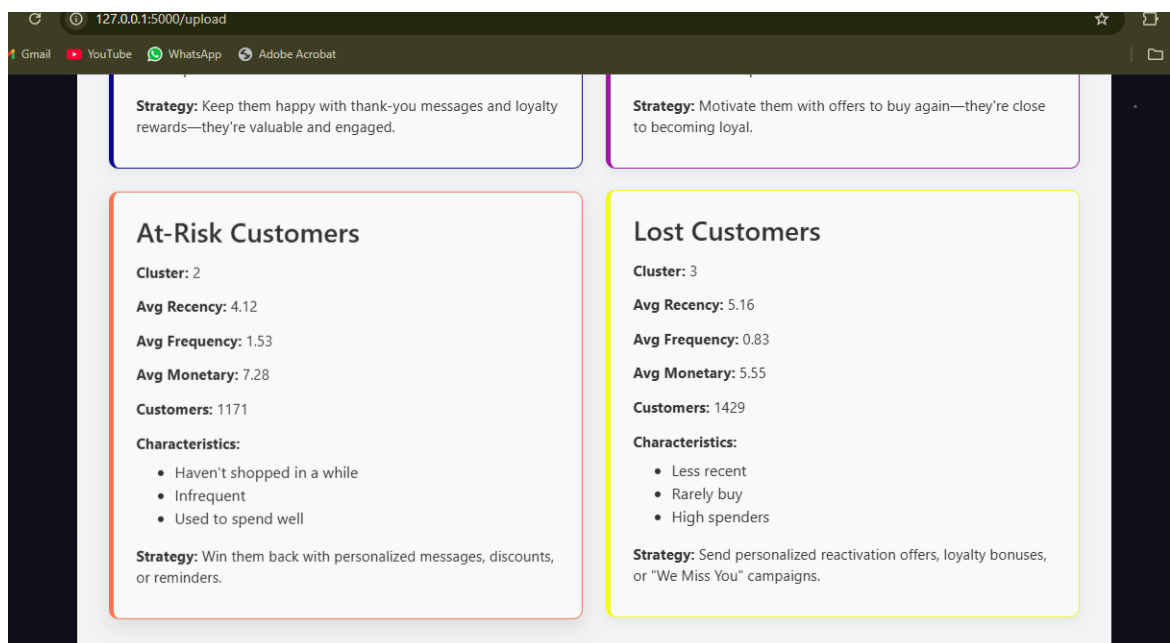 127.0.0.1:5000/upload
Gmail YouTube WhatsApp Adobe Acrobat
Strategy: Keep them happy with thank-you messages and loyalty
rewards—they're valuable and engaged.
Strategy: Motivate them with offers to buy again—they're close
to becoming loyal.
At-Risk Customers
Cluster: 2
Avg Recency: 4.12
Avg Frequency: 1.53
Avg Monetary: 7.28
Customers: 1171
Characteristics:
• Haven't shopped in a while
• Infrequent
• Used to spend well
Strategy: Win them back with personalized messages, discounts,
or reminders.
Lost Customers
Cluster: 3
Avg Recency: 5.16
Avg Frequency: 0.83
Avg Monetary: 5.55
Customers: 1429
Characteristics:
• Less recent
• Rarely buy
• High spenders
Strategy: Send personalized reactivation offers, loyalty bonuses,
or "We Miss You" campaigns.